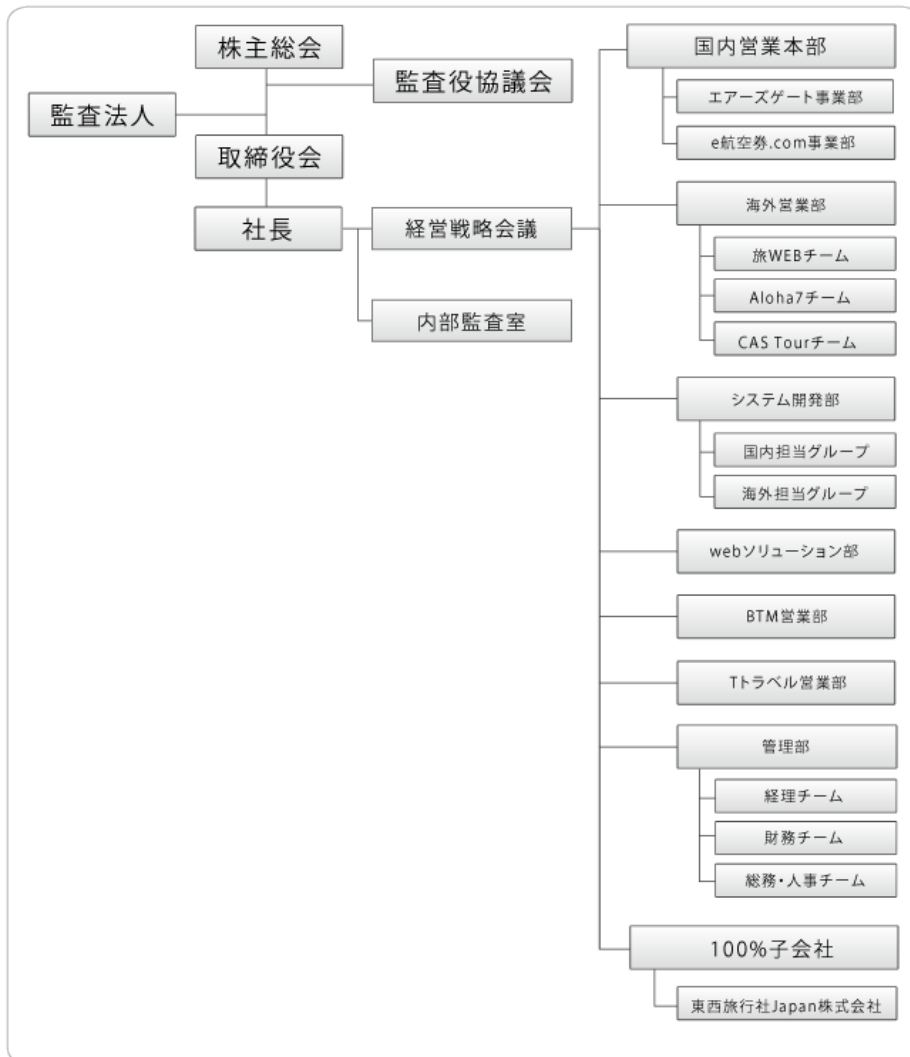 株主総会
監査役協議会
監査法人
取締役会
社長
経営戦略会議
内部監査室
国内営業本部
エアーズゲート事業部
e航空券.com事業部
海外営業部
旅WEBチーム
Aloha7チーム
CAS Tourチーム
システム開発部
国内担当グループ
海外担当グループ
webソリューション部
BTM営業部
Tトラベル営業部
管理部
経理チーム
財務チーム
総務・人事チーム
100%子会社
東西旅行社Japan株式会社